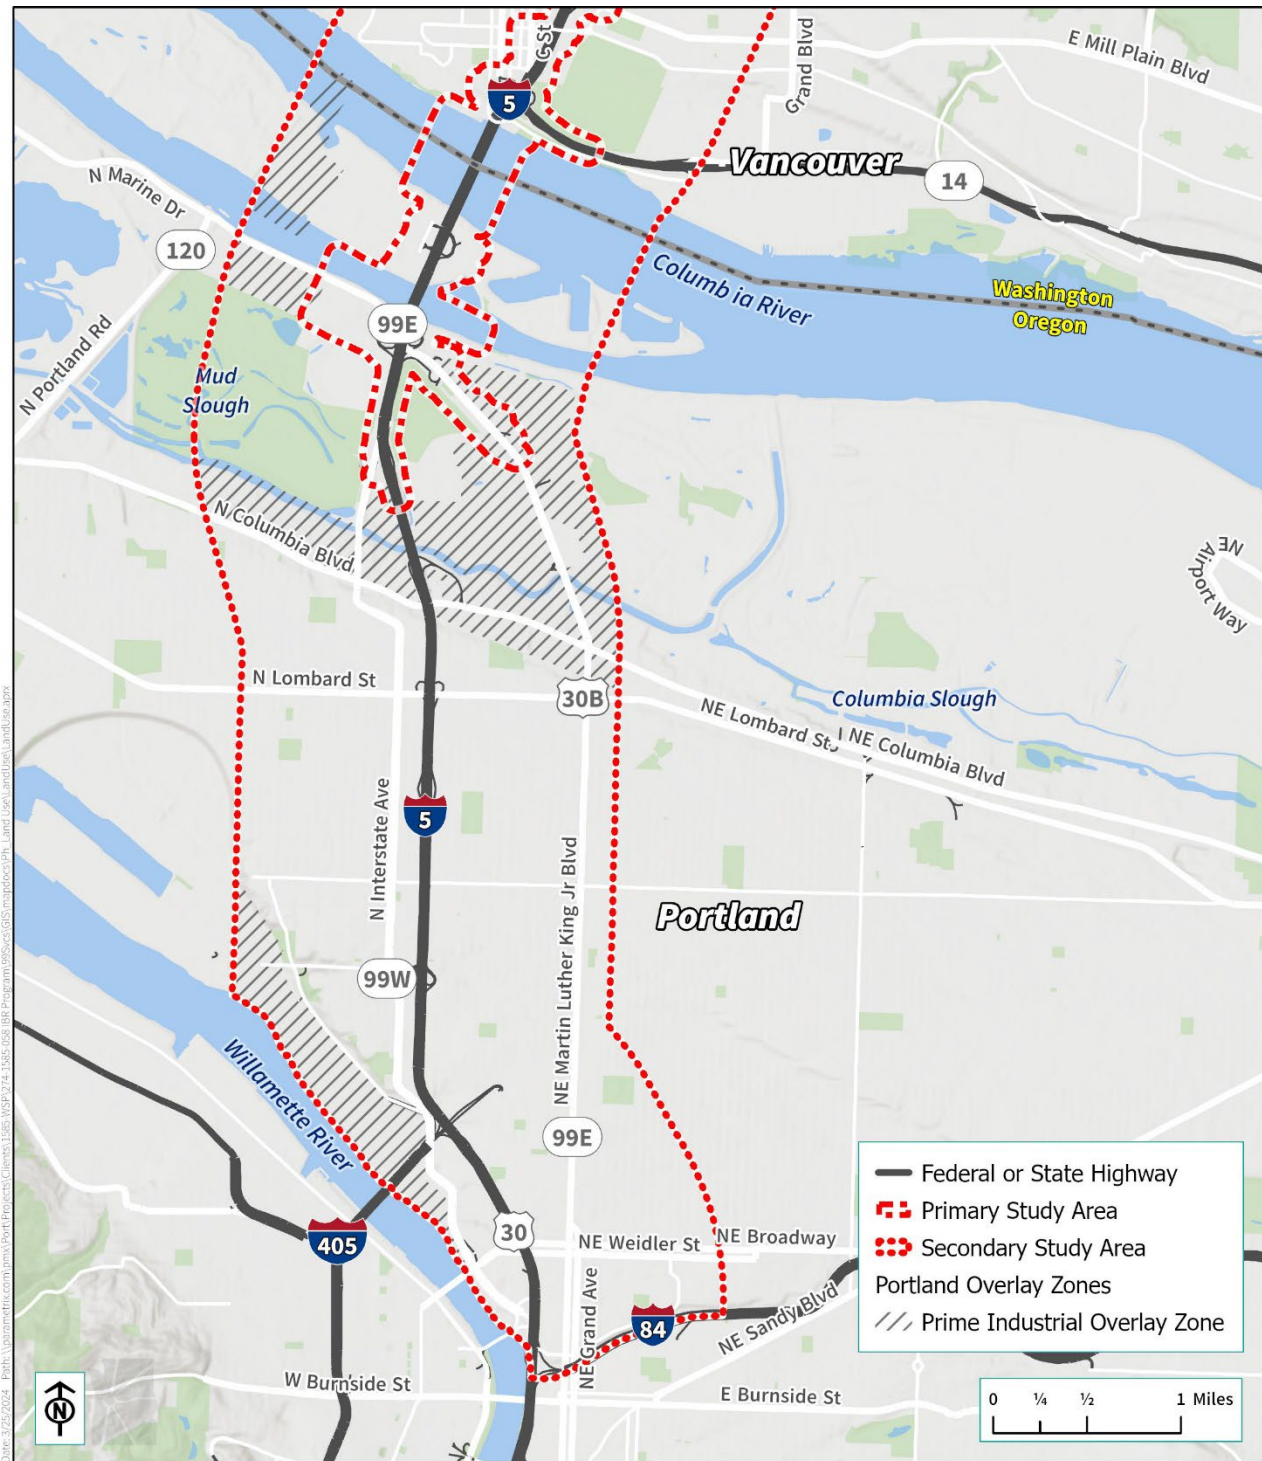 C St
E Mill Plain Blvd
Grand Blvd
5
Vancouver
14
N Marine Dr
120
Columbia River
Washington
Oregon
99E
N Portland Rd
Mud
Slough
N Columbia Blvd
NE Airport Way
N Lombard St
30B
Columbia Slough
NE Lombard St
NE Columbia Blvd
N Interstate Ave
5
NE Martin Luther King Jr Blvd
Portland
99W
Willamette River
99E
405
30
NE Weidler St
NE Broadway
NE Grand Ave
84
NE Sandy Blvd
W Burnside St
E Burnside St
Federal or State Highway
Primary Study Area
Secondary Study Area
Portland Overlay Zones
Prime Industrial Overlay Zone
N
0 ¼ ½ 1 Miles
Date: 3/25/2024